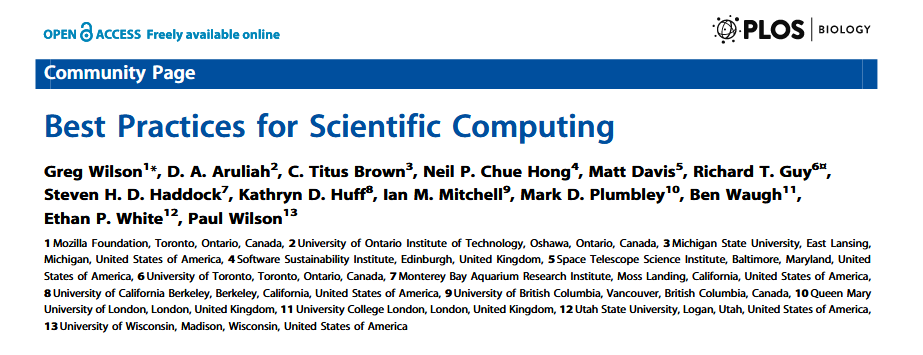 OPEN ACCESS Freely available online
PLOS | BIOLOGY
Community Page
Best Practices for Scientific Computing
Greg Wilson1*, D. A. Aruliah2, C. Titus Brown3, Neil P. Chue Hong4, Matt Davis5, Richard T. Guy6¤,
Steven H. D. Haddock7, Kathryn D. Huff8, Ian M. Mitchell9, Mark D. Plumbley10, Ben Waugh11,
Ethan P. White12, Paul Wilson13
1 Mozilla Foundation, Toronto, Ontario, Canada, 2 University of Ontario Institute of Technology, Oshawa, Ontario, Canada, 3 Michigan State University, East Lansing,
Michigan, United States of America, 4 Software Sustainability Institute, Edinburgh, United Kingdom, 5 Space Telescope Science Institute, Baltimore, Maryland, United
States of America, 6 University of Toronto, Toronto, Ontario, Canada, 7 Monterey Bay Aquarium Research Institute, Moss Landing, California, United States of America,
8 University of California Berkeley, Berkeley, California, United States of America, 9 University of British Columbia, Vancouver, British Columbia, Canada, 10 Queen Mary
University of London, London, United Kingdom, 11 University College London, London, United Kingdom, 12 Utah State University, Logan, Utah, United States of America,
13 University of Wisconsin, Madison, Wisconsin, United States of America